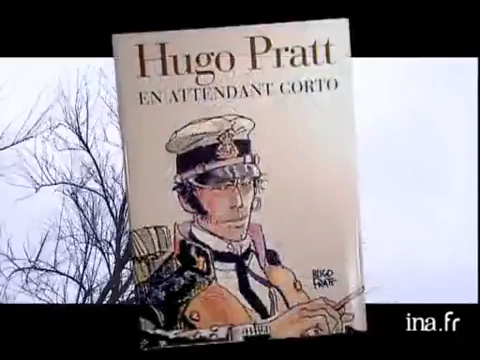 Hugo Pratt
EN ATTENDANT CORTO
HUGO
PRATT
ina.fr